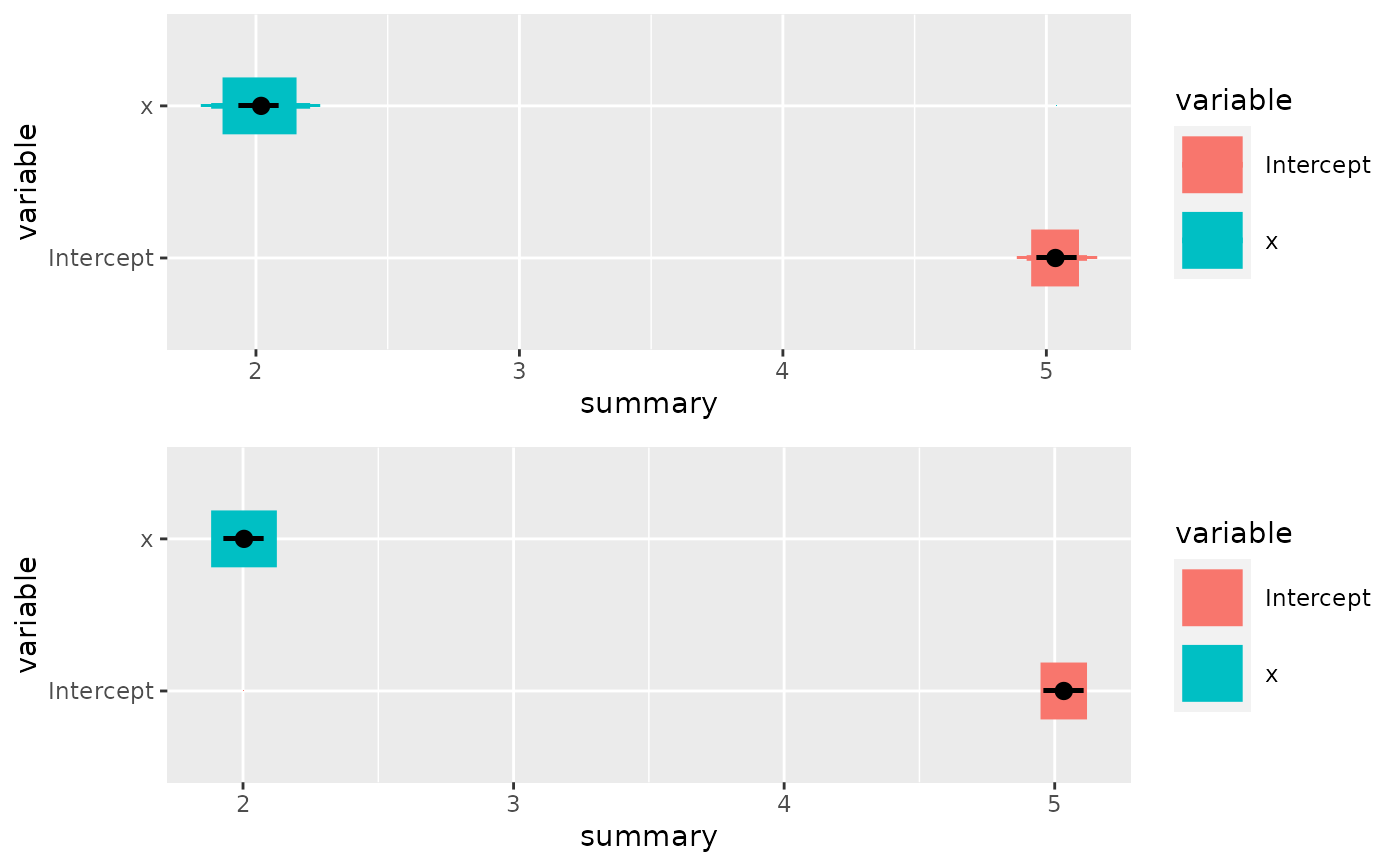 variable
x
Intercept
2 3 4 5
summary
variable
Intercept
x
variable
x
Intercept
2 3 4 5
summary
variable
Intercept
x